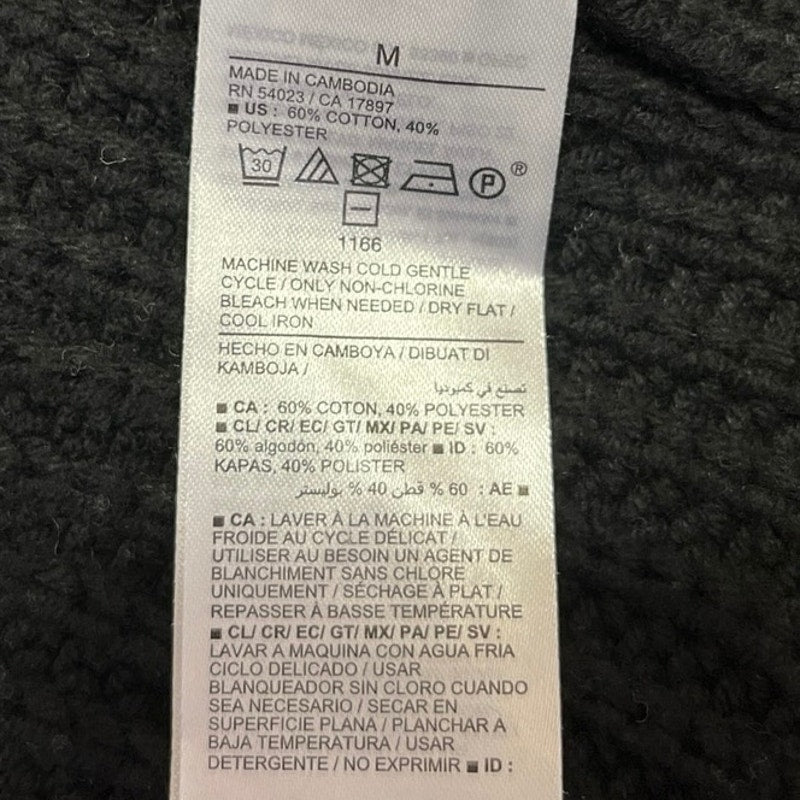 M
MADE IN CAMBODIA
RN 54023 / CA 17897
■ US : 60% COTTON, 40%
POLYESTER
30 P ®
1166
MACHINE WASH COLD GENTLE
CYCLE / ONLY NON-CHLORINE
BLEACH WHEN NEEDED / DRY FLAT /
COOL IRON
HECHO EN CAMBOYA / DIBUAT DI
KAMBOJA /
تصنع في كمبوديا
■ CA : 60% COTON, 40% POLYESTER
■ CL/ CR/ EC/ GT/ MX/ PA/ PE/ SV :
60% algodón, 40% poliéster ■ ID : 60%
KAPAS, 40% POLISTER
■ AE : 60 % قطن 40 % بوليستر
■ CA : LAVER À LA MACHINE À L'EAU
FROIDE AU CYCLE DÉLICAT /
UTILISER AU BESOIN UN AGENT DE
BLANCHIMENT SANS CHLORE
UNIQUEMENT / SÉCHAGE À PLAT /
REPASSER À BASSE TEMPÉRATURE
■ CL/ CR/ EC/ GT/ MX/ PA/ PE/ SV :
LAVAR A MAQUINA CON AGUA FRIA
CICLO DELICADO / USAR
BLANQUEADOR SIN CLORO CUANDO
SEA NECESARIO / SECAR EN
SUPERFICIE PLANA / PLANCHAR A
BAJA TEMPERATURA / USAR
DETERGENTE / NO EXPRIMIR ■ ID :